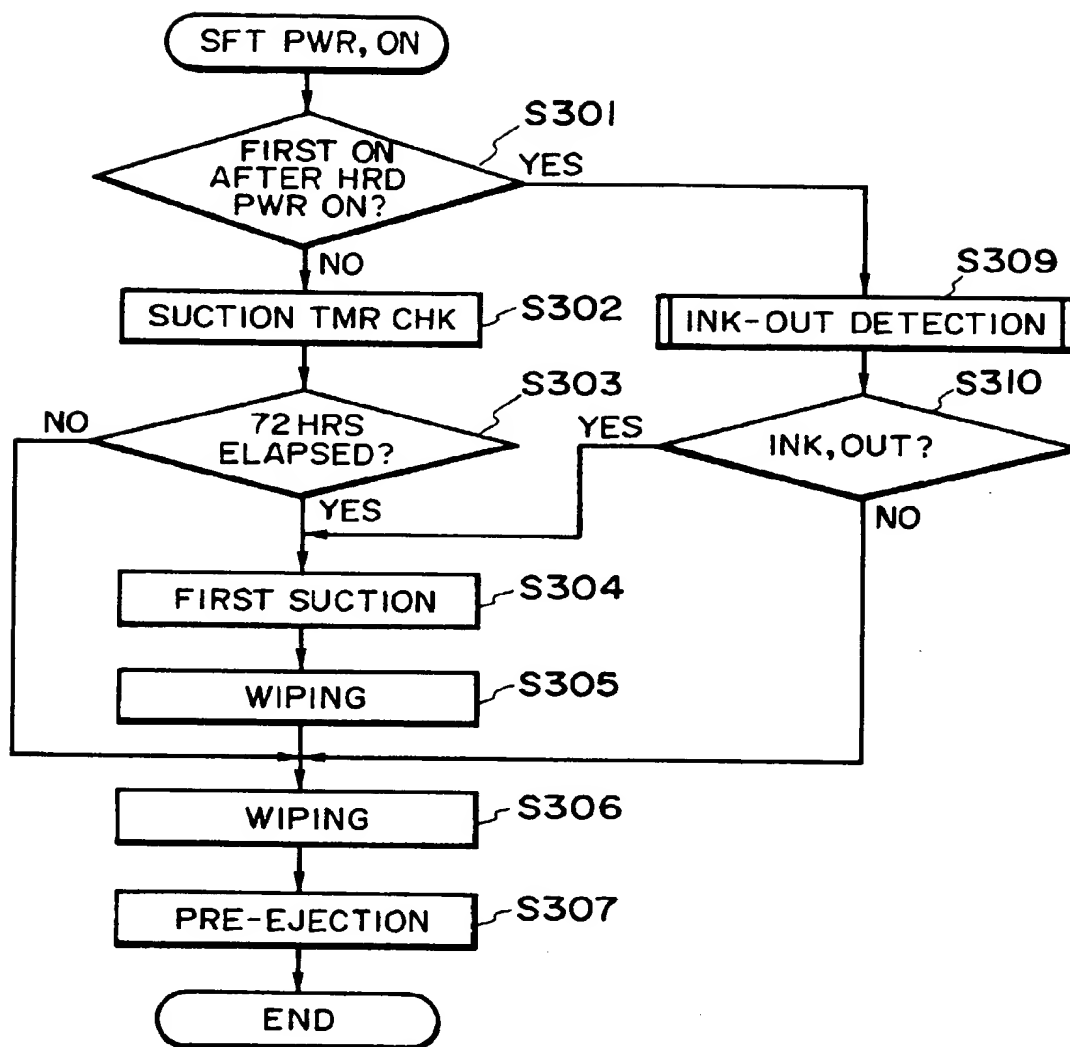 SFT PWR, ON
S301
FIRST ON
AFTER HRD
PWR ON?
YES
NO
SUCTION TMR CHK
S302
S309
INK-OUT DETECTION
S303
NO
72HRS
ELAPSED?
YES
S310
YES
INK, OUT?
NO
FIRST SUCTION
S304
WIPING
S305
WIPING
S306
PRE-EJECTION
S307
END